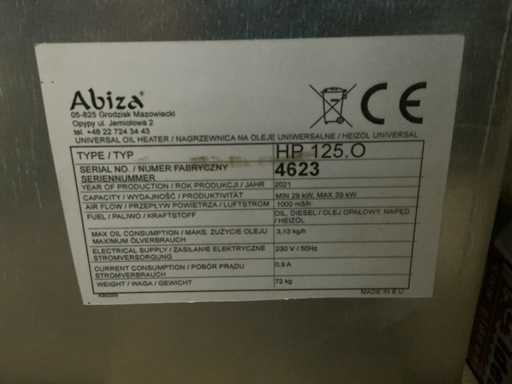 Abiza®
05-825 Grodzisk Mazowiecki
Opypy ul. Jemiołowa 2
tel. +48 22 724 34 43
CE
UNIVERSAL OIL HEATER / NAGRZEWNICA NA OLEJE UNIWERSALNE / HEIZÖL UNIVERSAL
TYPE / TYP HP 125.O
SERIAL NO. / NUMER FABRYCZNY 4623
SERIENNUMMER
YEAR OF PRODUCTION / ROK PRODUKCJI / JAHR 2021
CAPACITY / WYDAJNOŚĆ / PRODUKTIVITÄT MIN 29 kW, MAX 39 kW
AIR FLOW / PRZEPŁYW POWIETRZA / LUFTSTROM 1000 m3/h
FUEL / PALIWO / KRAFTSTOFF OIL, DIESEL / OLEJ OPAŁOWY, NAPĘD.
/ HEIZÖL
MAX OIL CONSUMPTION / MAKS. ZUŻYCIE OLEJU 3,13 kg/h
MAXIMUM ÖLVERBRAUCH
ELECTRICAL SUPPLY / ZASILANIE ELEKTRYCZNE 230 V / 50Hz
STROMVERSORGUNG
CURRENT CONSUMPTION / POBÓR PRĄDU 0,9 A
STROMVERBRAUCH
WEIGHT / WAGA / GEWICHT 72 kg
MADE IN E.U.